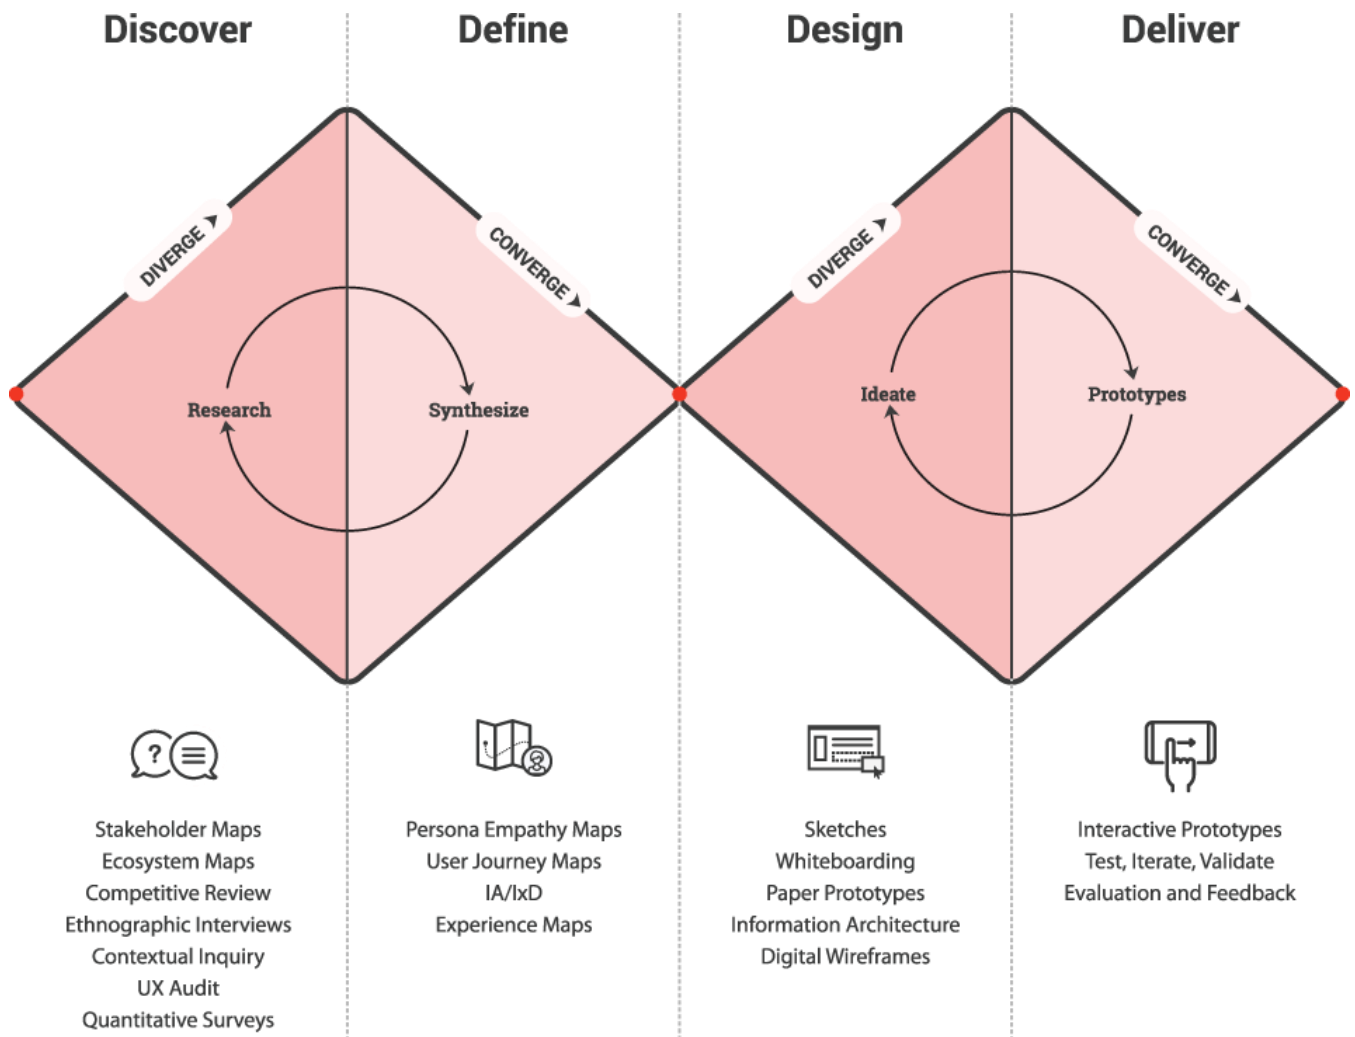 Discover
Define
Design
Deliver
DIVERGE
CONVERGE
DIVERGE
CONVERGE
Research
Synthesize
Ideate
Prototypes
?
Stakeholder Maps
Ecosystem Maps
Competitive Review
Ethnographic Interviews
Contextual Inquiry
UX Audit
Quantitative Surveys
Persona Empathy Maps
User Journey Maps
IA/IxD
Experience Maps
Sketches
Whiteboarding
Paper Prototypes
Information Architecture
Digital Wireframes
Interactive Prototypes
Test, Iterate, Validate
Evaluation and Feedback